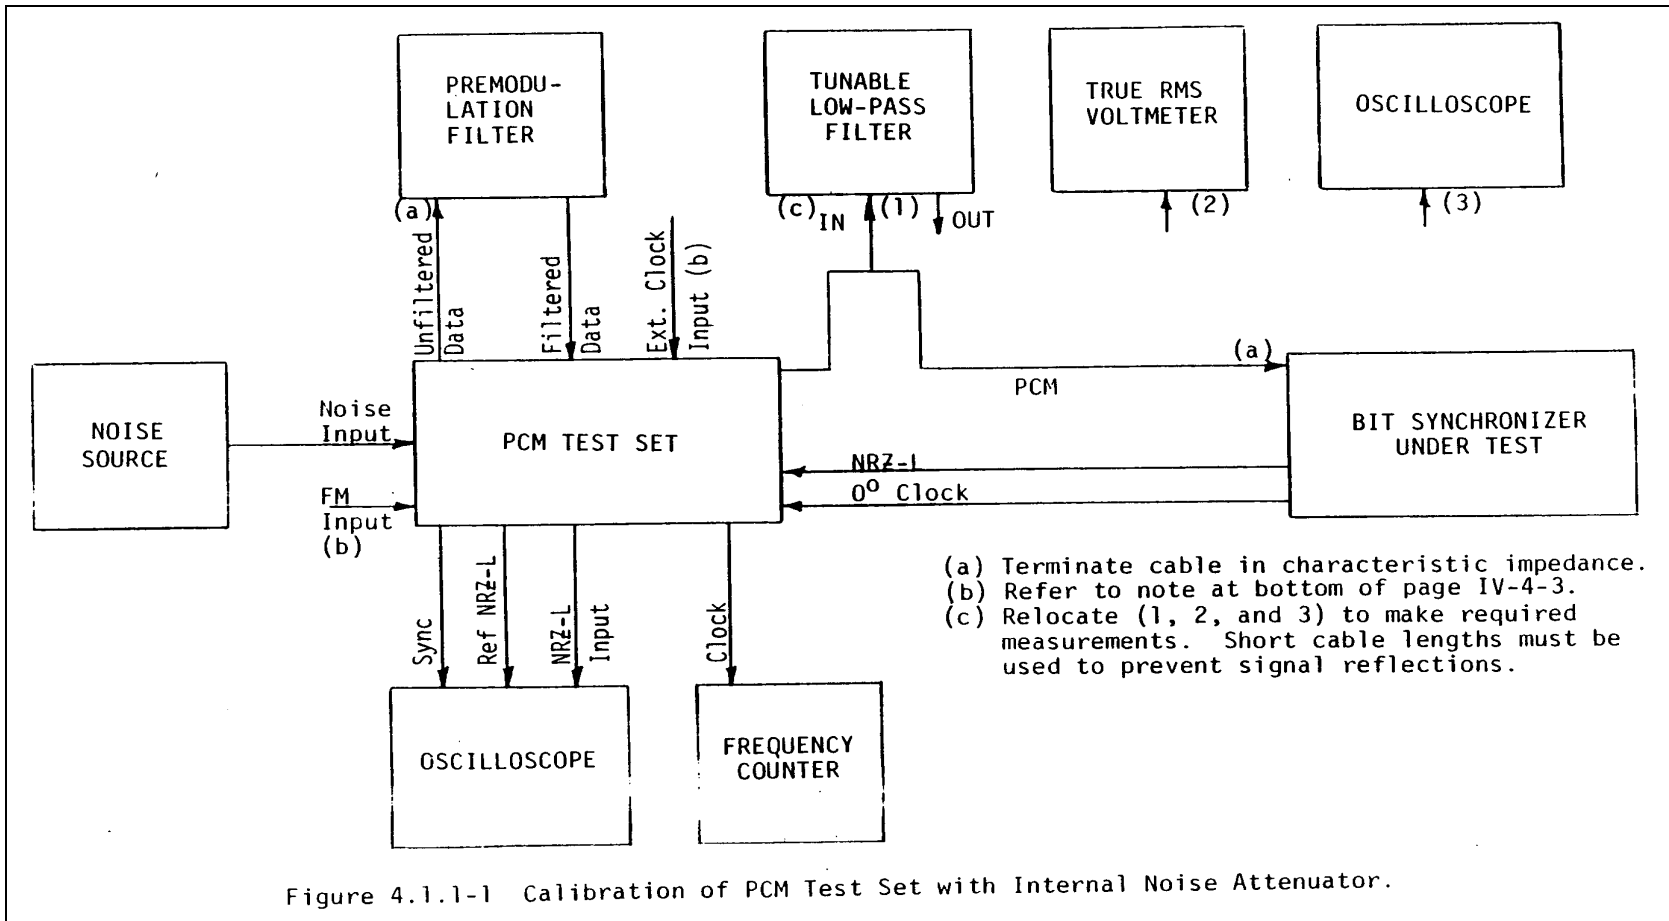 PREMODU-
LATION
FILTER
TUNABLE
LOW-PASS
FILTER
TRUE RMS
VOLTMETER
OSCILLOSCOPE
(a)
(c)
IN
(1)
OUT
(2)
(3)
Unfiltered
Data
Filtered
Data
Ext. Clock
Input (b)
(a)
PCM
NOISE
SOURCE
Noise
Input
PCM TEST SET
BIT SYNCHRONIZER
UNDER TEST
NRZ-L
0° Clock
FM
Input
(b)
Sync
Ref NRZ-L
NRZ-L
Input
Clock
(a) Terminate cable in characteristic impedance.
(b) Refer to note at bottom of page IV-4-3.
(c) Relocate (1, 2, and 3) to make required
measurements. Short cable lengths must be
used to prevent signal reflections.
OSCILLOSCOPE
FREQUENCY
COUNTER
Figure 4.1.1-1 Calibration of PCM Test Set with Internal Noise Attenuator.